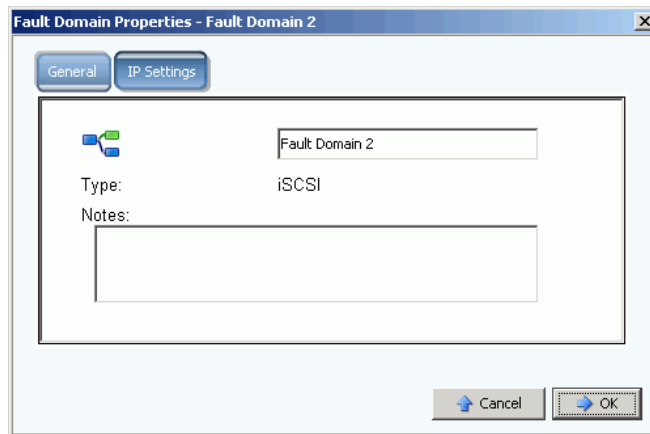 Fault Domain Properties - Fault Domain 2
General IP Settings
Fault Domain 2
Type: iSCSI
Notes:
Cancel OK